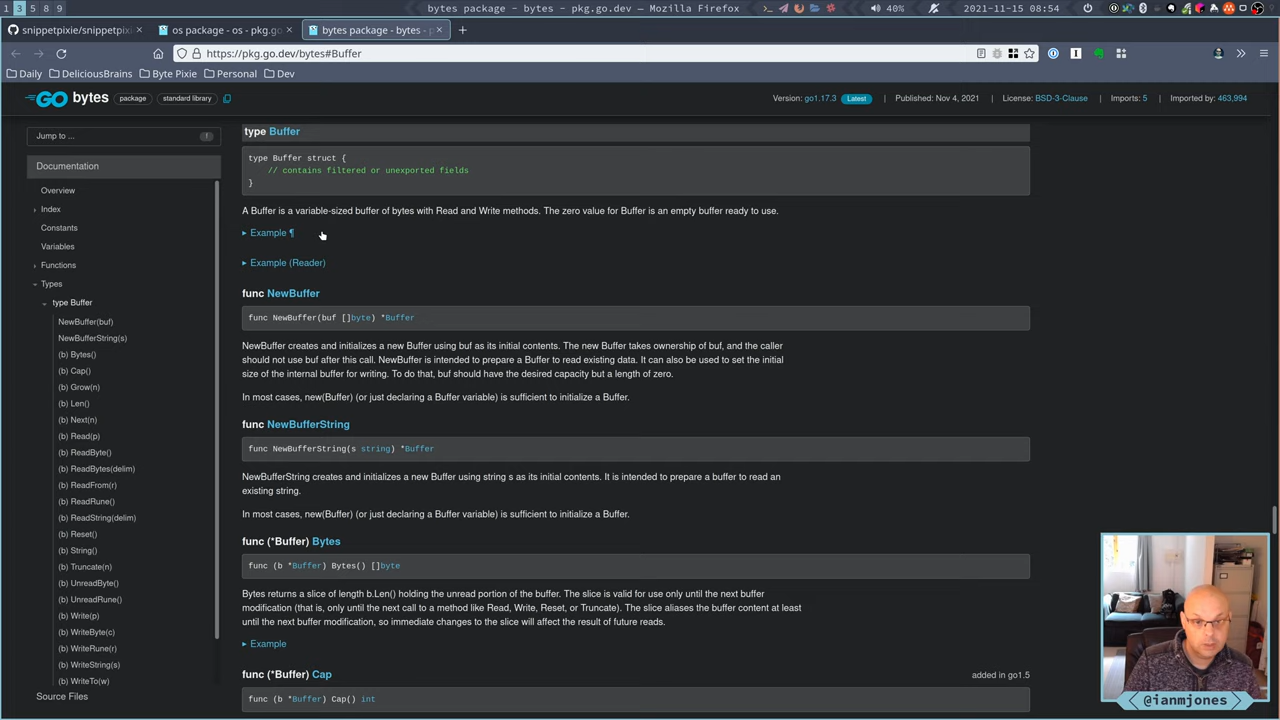 1 3 5 8 9
bytes package - bytes - pkg.go.dev — Mozilla Firefox
40%
2021-11-15 08:54
snippetpixie/snippetpixi
os package - os - pkg.go
bytes package - bytes - p
https://pkg.go.dev/bytes#Buffer
Daily
DeliciousBrains
Byte Pixie
Personal
Dev
GO bytes
package
standard library
Version: go1.17.3
Latest
Published: Nov 4, 2021
License: BSD-3-Clause
Imports: 5
Imported by: 463,994
Jump to ...
f
Documentation
Overview
Index
Constants
Variables
Functions
Types
type Buffer
NewBuffer(buf)
NewBufferString(s)
(b) Bytes()
(b) Cap()
(b) Grow(n)
(b) Len()
(b) Next(n)
(b) Read(p)
(b) ReadByte()
(b) ReadBytes(delim)
(b) ReadFrom(r)
(b) ReadRune()
(b) ReadString(delim)
(b) Reset()
(b) String()
(b) Truncate(n)
(b) UnreadByte()
(b) UnreadRune()
(b) Write(p)
(b) WriteByte(c)
(b) WriteRune(r)
(b) WriteString(s)
(b) WriteTo(w)
Source Files
type Buffer
type Buffer struct {
// contains filtered or unexported fields
}
A Buffer is a variable-sized buffer of bytes with Read and Write methods. The zero value for Buffer is an empty buffer ready to use.
Example ¶
Example (Reader)
func NewBuffer
func NewBuffer(buf []byte) *Buffer
NewBuffer creates and initializes a new Buffer using buf as its initial contents. The new Buffer takes ownership of buf, and the caller
should not use buf after this call. NewBuffer is intended to prepare a Buffer to read existing data. It can also be used to set the initial
size of the internal buffer for writing. To do that, buf should have the desired capacity but a length of zero.
In most cases, new(Buffer) (or just declaring a Buffer variable) is sufficient to initialize a Buffer.
func NewBufferString
func NewBufferString(s string) *Buffer
NewBufferString creates and initializes a new Buffer using string s as its initial contents. It is intended to prepare a buffer to read an
existing string.
In most cases, new(Buffer) (or just declaring a Buffer variable) is sufficient to initialize a Buffer.
func (*Buffer) Bytes
func (b *Buffer) Bytes() []byte
Bytes returns a slice of length b.Len() holding the unread portion of the buffer. The slice is valid for use only until the next buffer
modification (that is, only until the next call to a method like Read, Write, Reset, or Truncate). The slice aliases the buffer content at least
until the next buffer modification, so immediate changes to the slice will affect the result of future reads.
Example
func (*Buffer) Cap
added in go1.5
func (b *Buffer) Cap() int
@ianmjones